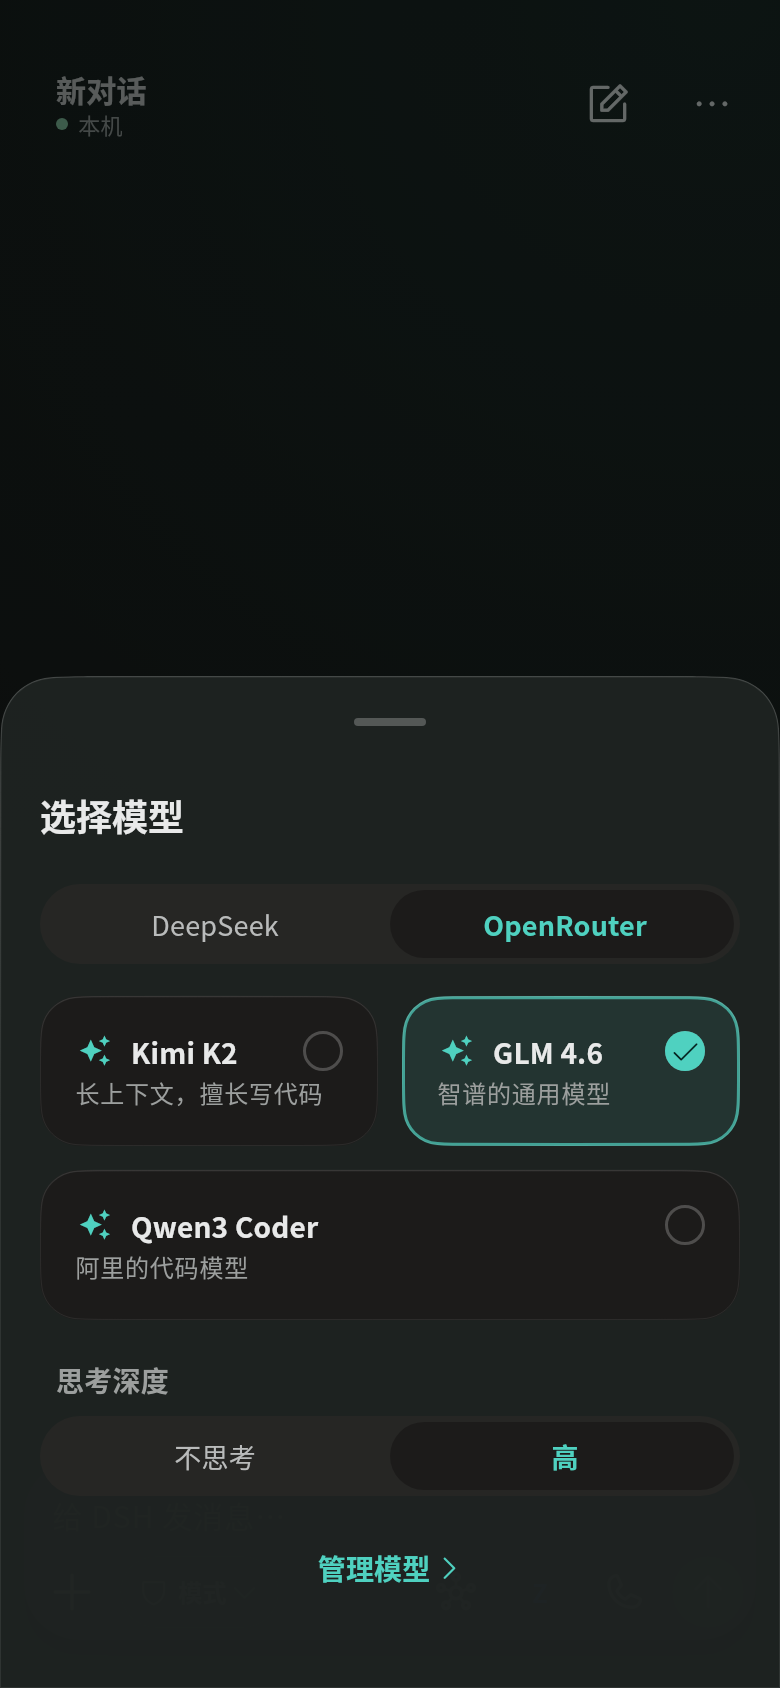 新对话
本机
选择模型
DeepSeek
OpenRouter
Kimi K2
长上下文，擅长写代码
GLM 4.6
智谱的通用模型
Qwen3 Coder
阿里的代码模型
思考深度
不思考
高
管理模型